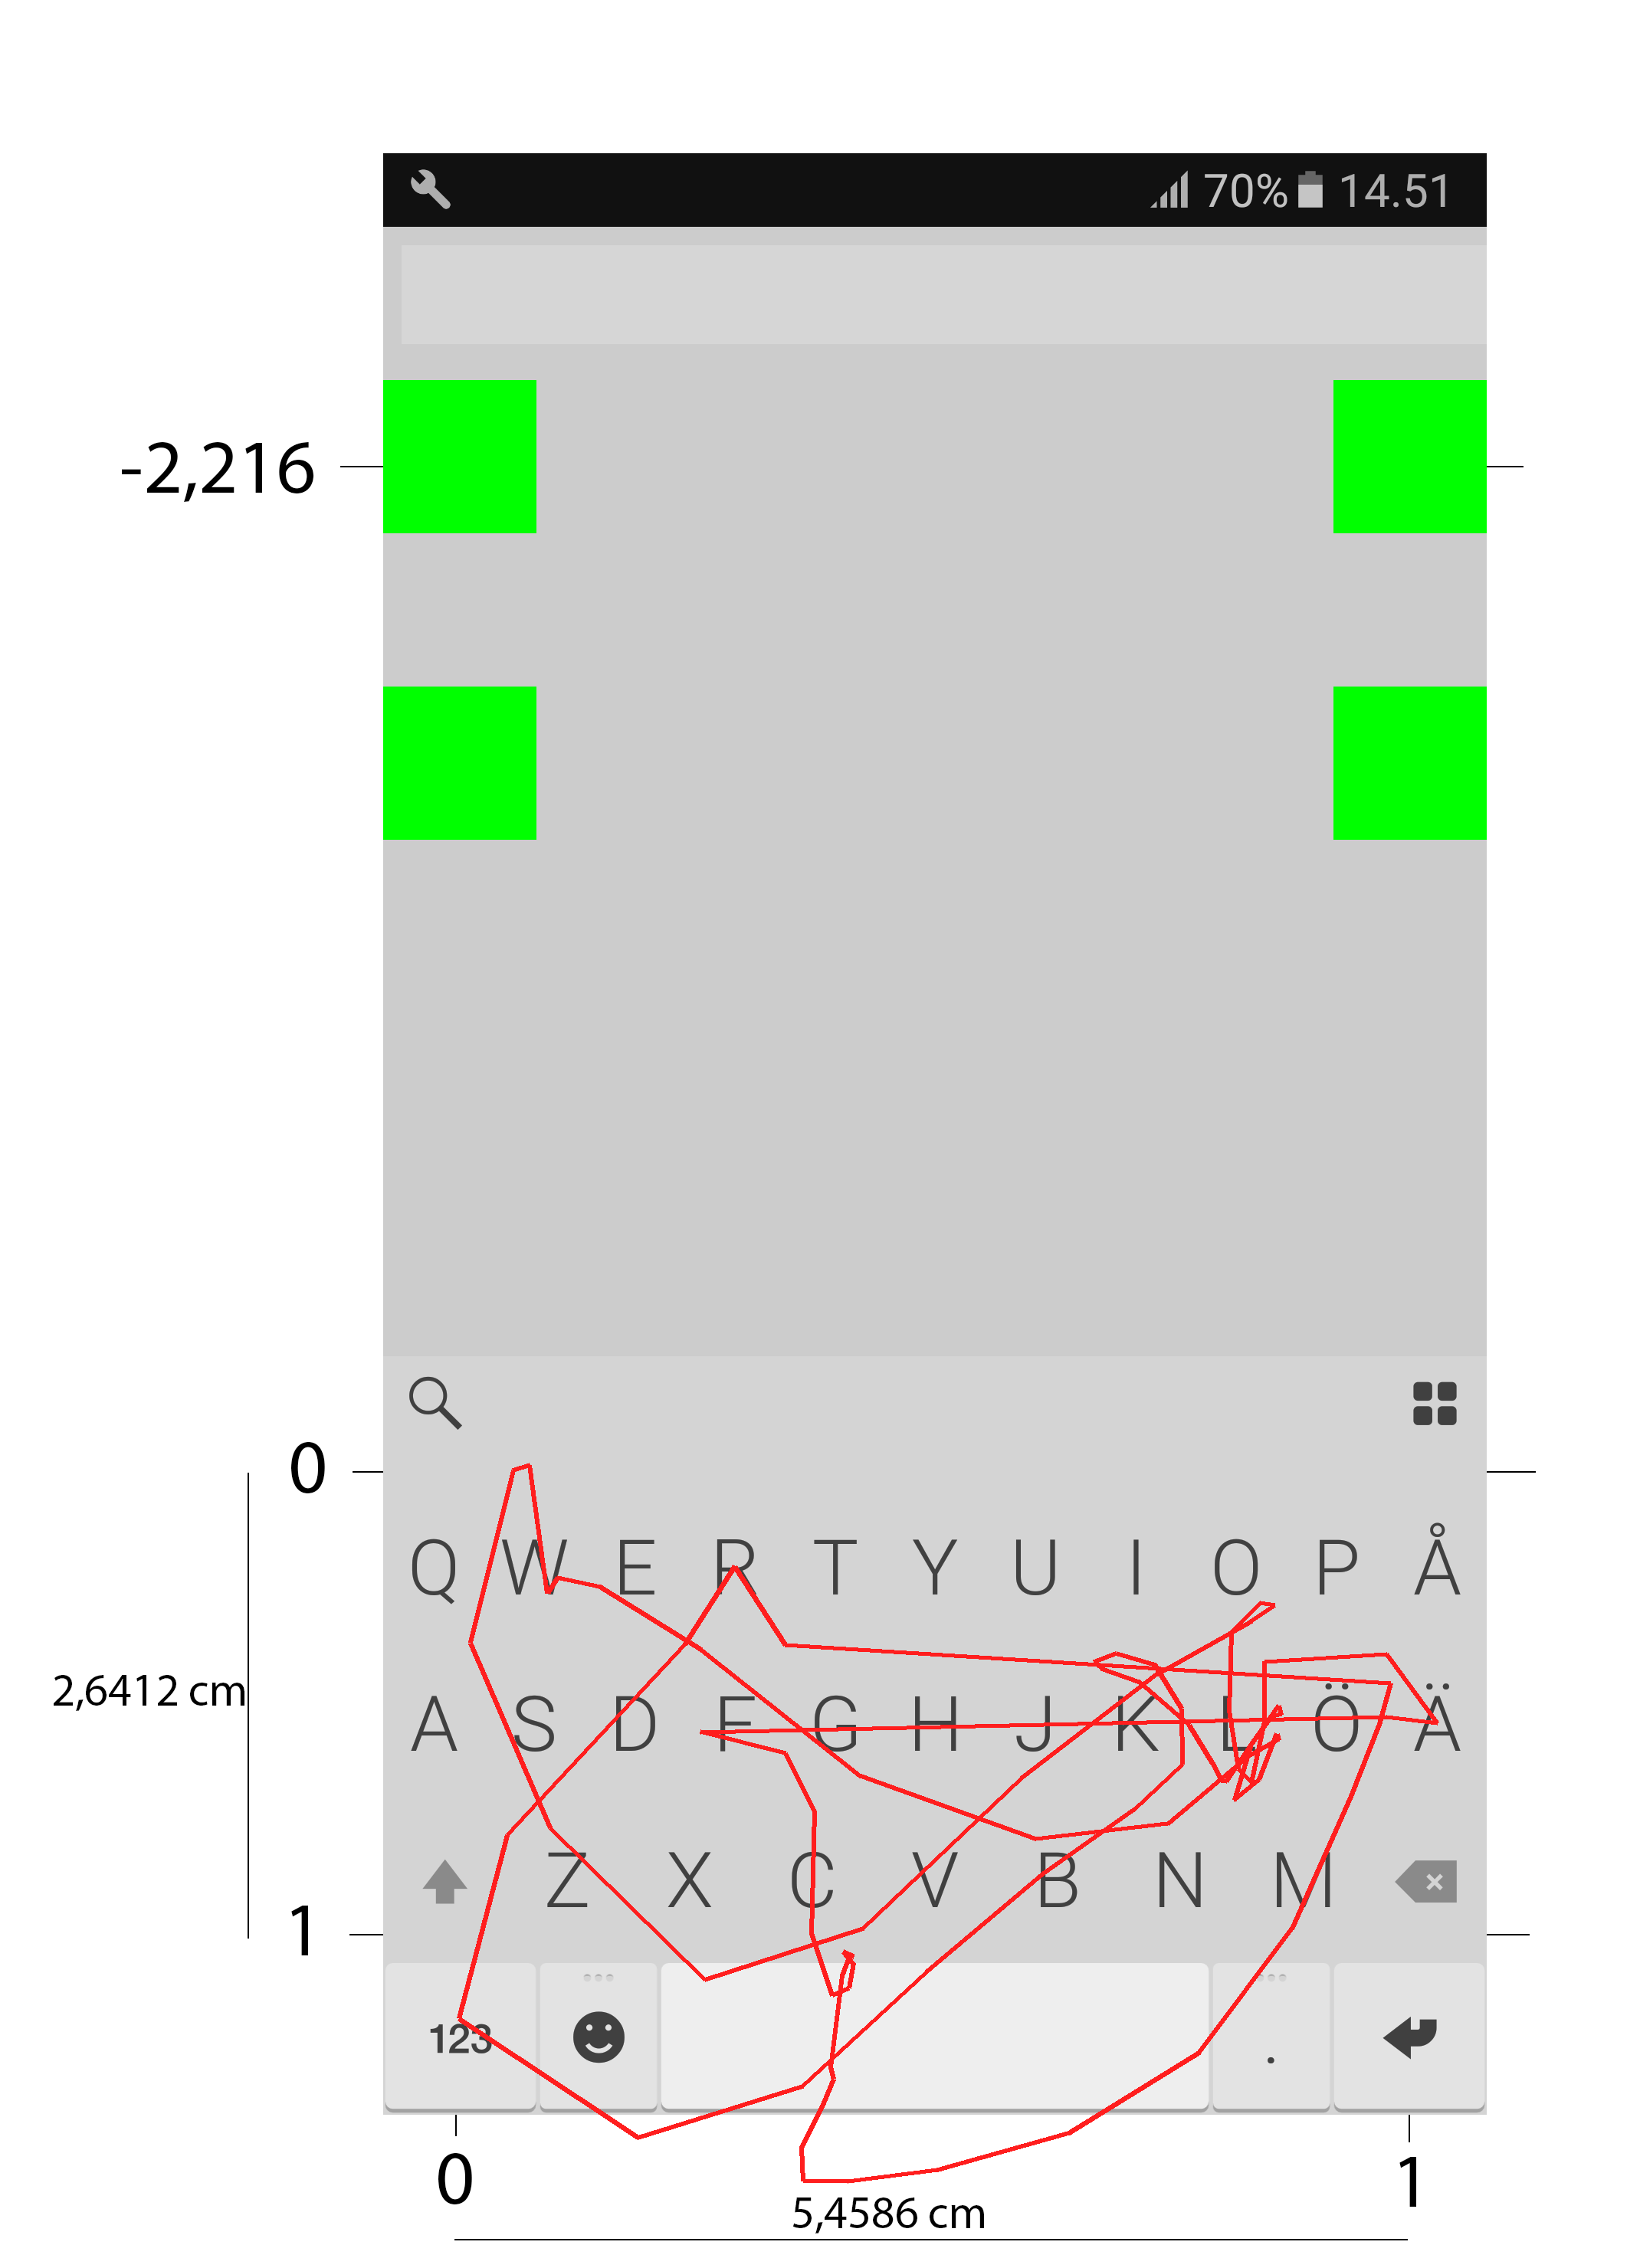 70% 14.51
-2,216
0
Q W E R T Y U I O P Å
2,6412 cm
A S D F G H J K L Ö Ä
Z X C V B N M
1
123 .
0 1
5,4586 cm